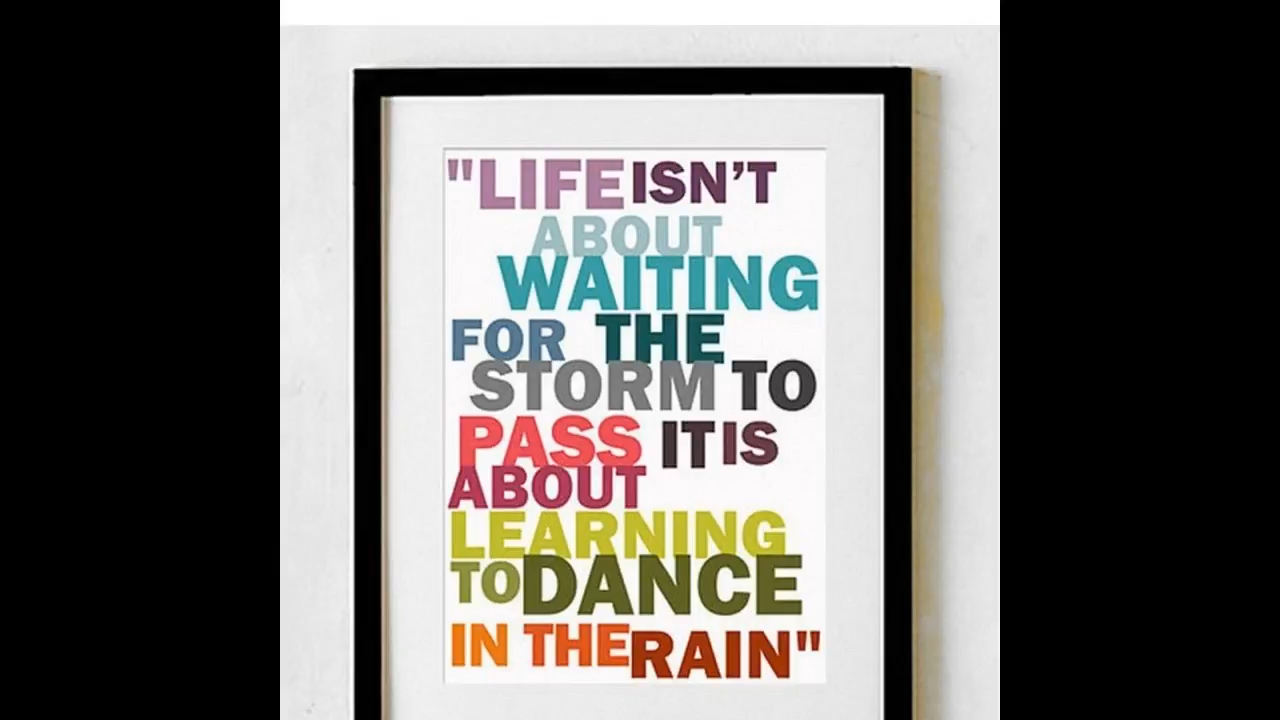 "LIFE ISN'T
ABOUT
WAITING
FOR THE
STORM TO
PASS IT IS
ABOUT
LEARNING
TO DANCE
IN THE RAIN"